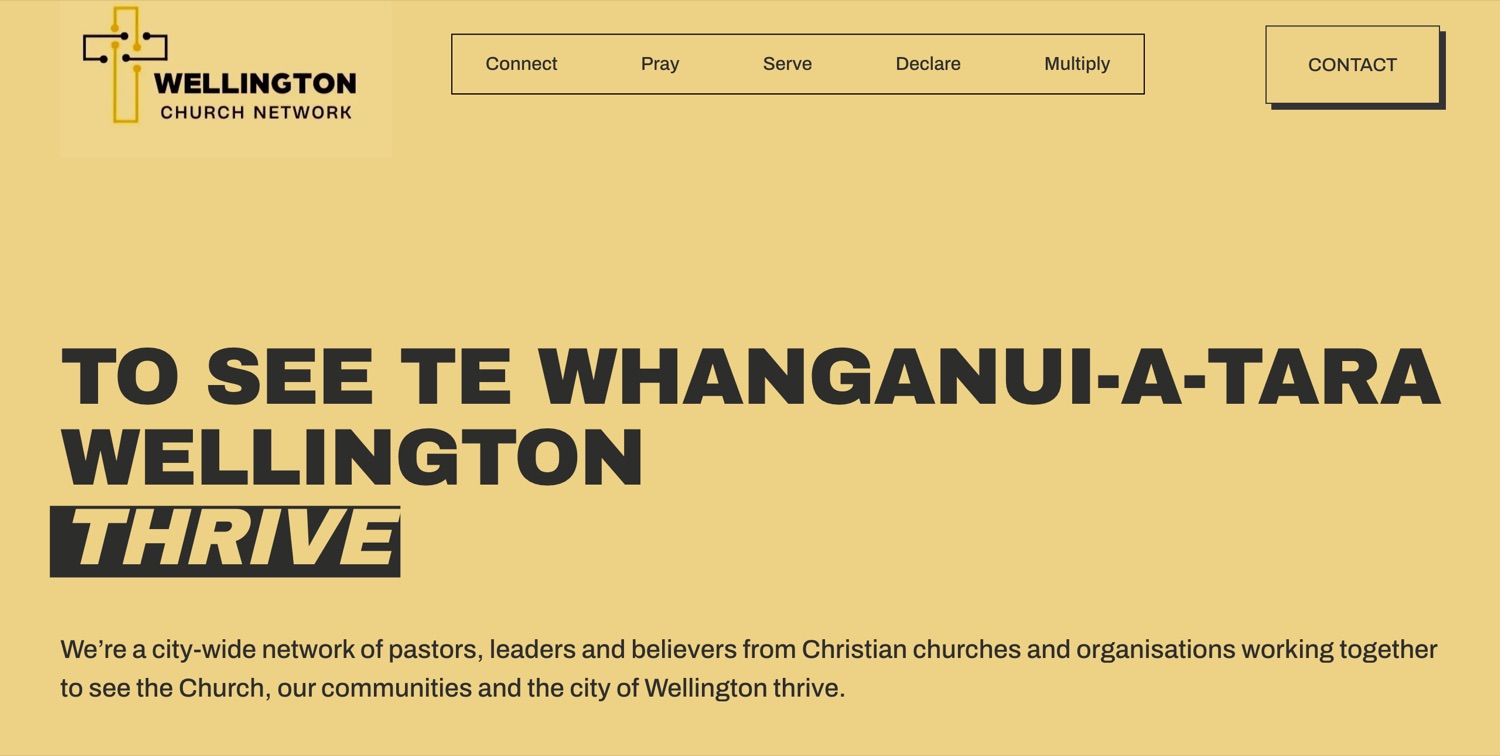 WELLINGTON
CHURCH NETWORK
Connect Pray Serve Declare Multiply
CONTACT
TO SEE TE WHANGANUI-A-TARA
WELLINGTON
THRIVE
We’re a city-wide network of pastors, leaders and believers from Christian churches and organisations working together
to see the Church, our communities and the city of Wellington thrive.